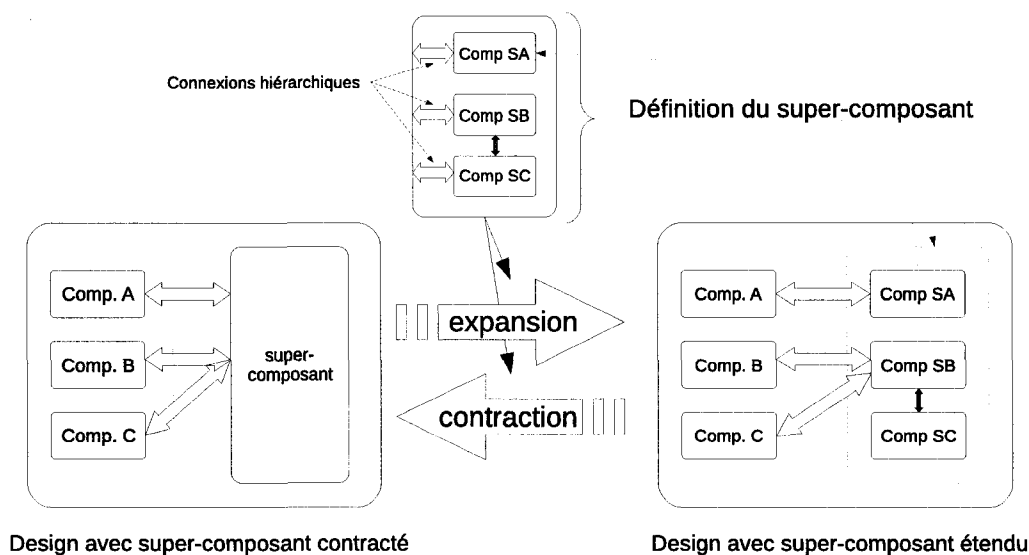 Comp SA
Connexions hiérarchiques
Comp SB
Définition du super-composant
Comp SC
Comp. A
Comp. B
Comp. C
super-
composant
expansion
contraction
Comp. A
Comp SA
Comp. B
Comp SB
Comp. C
Comp SC
Design avec super-composant contracté
Design avec super-composant étendu